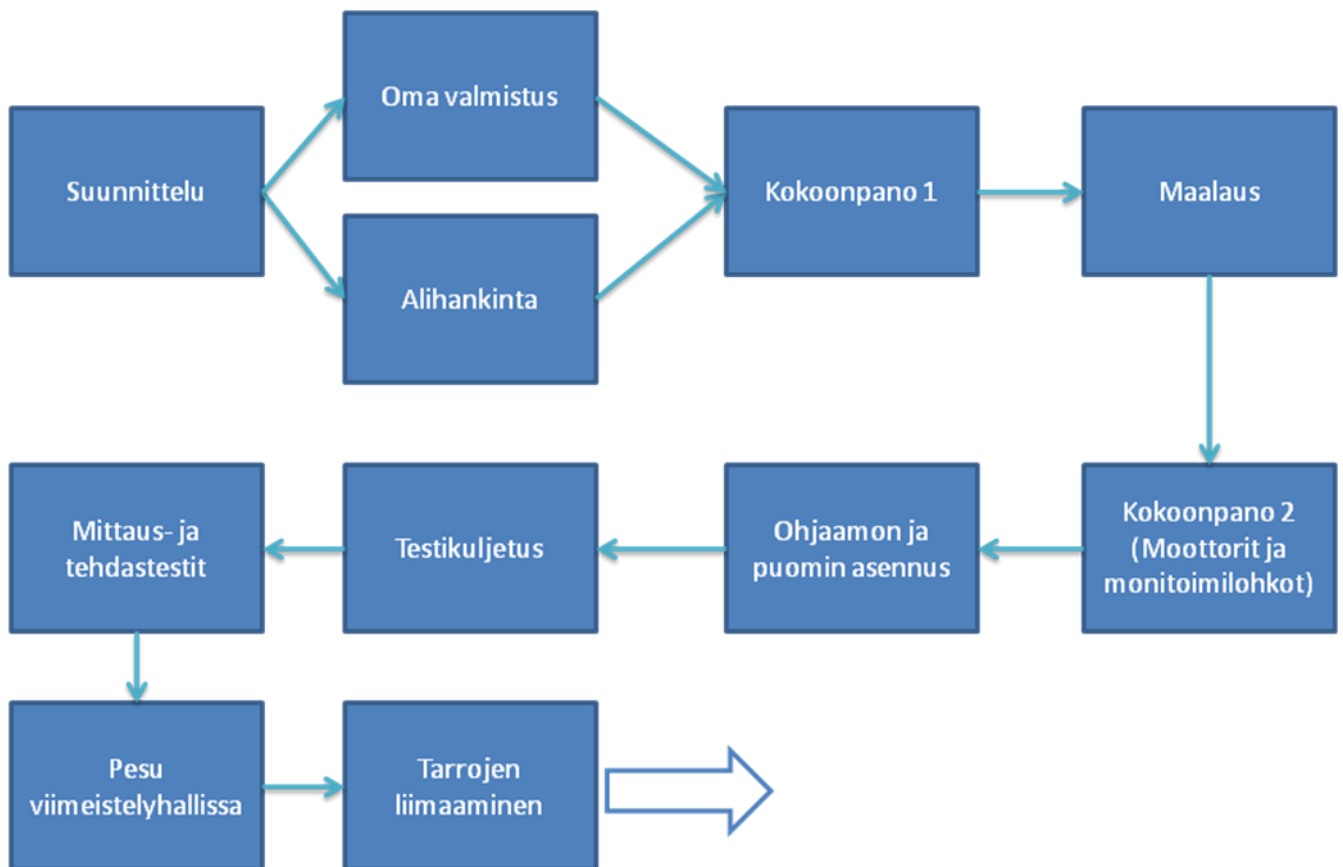 Suunnittelu
Oma valmistus
Alihankinta
Kokoonpano 1
Maalaus
Kokoonpano 2
(Moottorit ja
monitoimilohkot)
Ohjaamon ja
puomin asennus
Testikuljetus
Mittaus- ja
tehdastestit
Pesu
viimeistelyhallissa
Tarrojen
liimaaminen